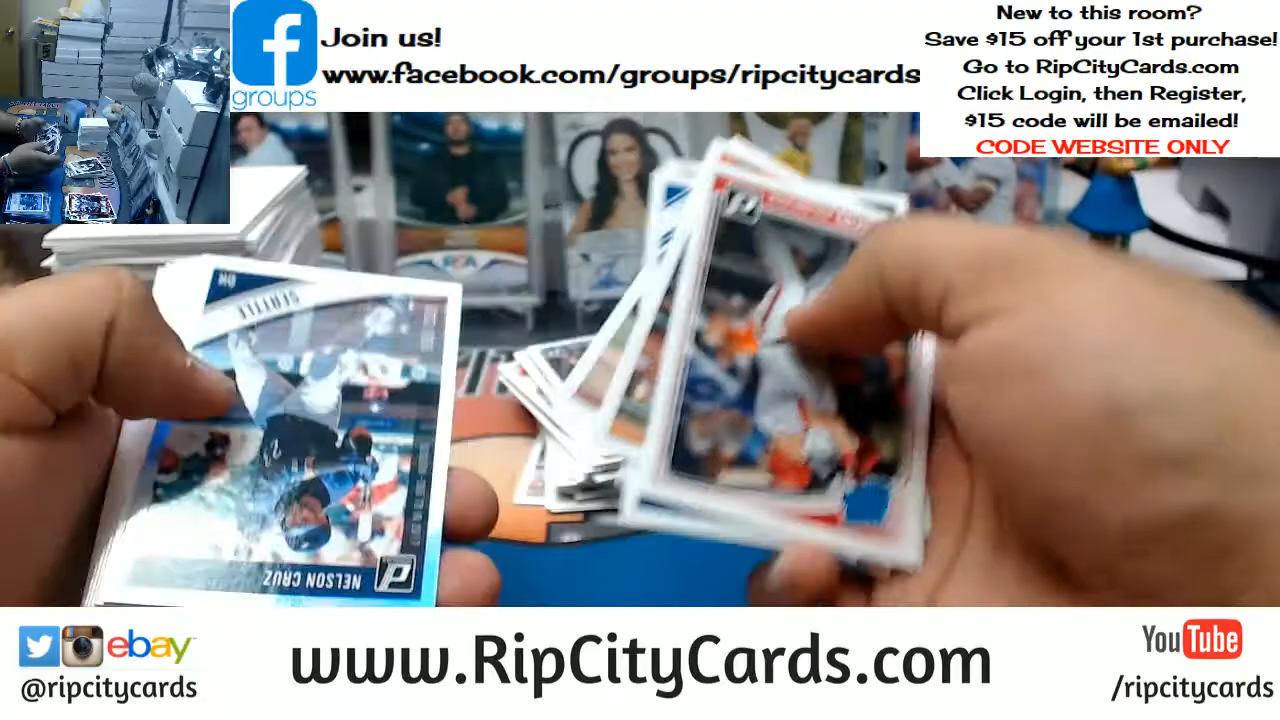 Join us!
www.facebook.com/groups/ripcitycards
groups
New to this room?
Save $15 off your 1st purchase!
Go to RipCityCards.com
Click Login, then Register,
$15 code will be emailed!
CODE WEBSITE ONLY
SEATTLE
NELSON CRUZ
ebay
@ripcitycards
www.RipCityCards.com
YouTube
/ripcitycards